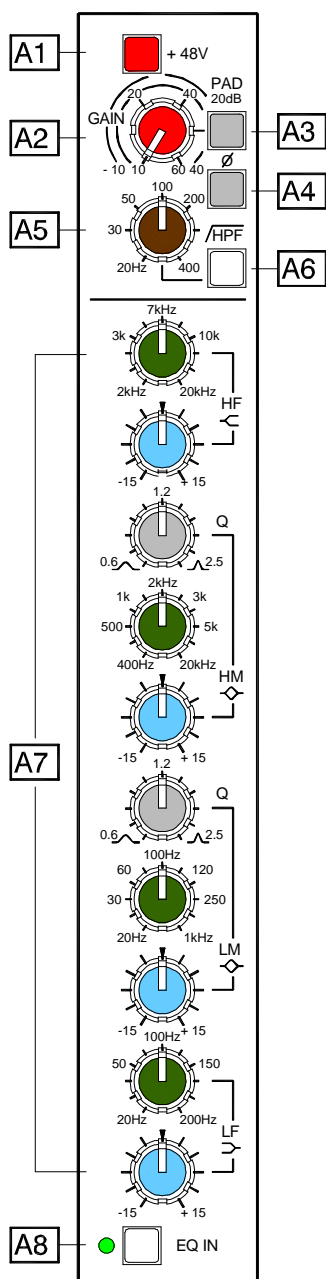 A1
+ 48V
PAD
20dB
20
40
GAIN
A2
A3
- 10
10
60
40
Ø
A4
100
50
200
A5
30
HPF
A6
20Hz
400
7kHz
3k
10k
2kHz
20kHz
HF
-15
+ 15
1.2
Q
0.6
2.5
2kHz
1k
3k
500
5k
400Hz
20kHz
HM
-15
+ 15
A7
1.2
Q
0.6
2.5
100Hz
60
120
30
250
20Hz
1kHz
LM
-15
+ 15
100Hz
50
150
20Hz
200Hz
LF
-15
+ 15
A8
EQ IN